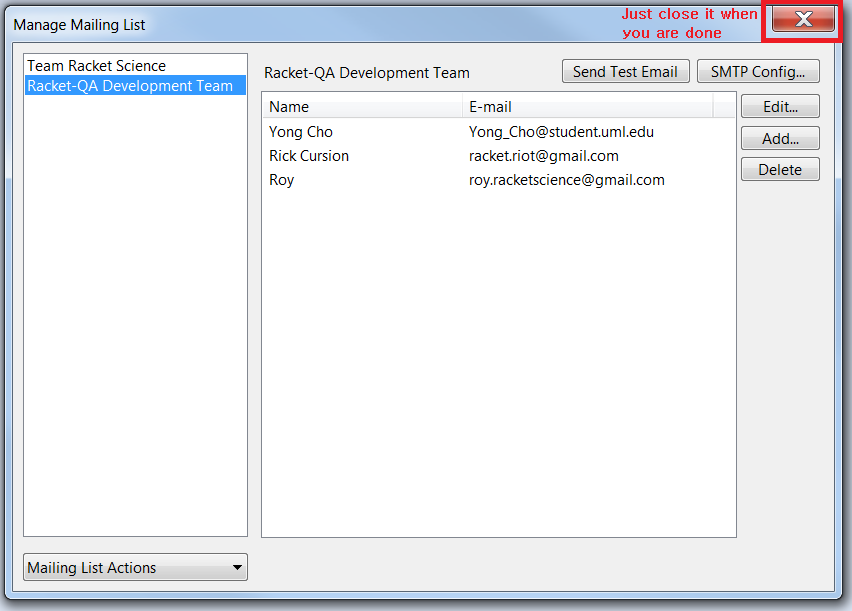 Manage Mailing List
Just close it when
you are done
Team Racket Science
Racket-QA Development Team
Racket-QA Development Team
Send Test Email
SMTP Config...
Name
E-mail
Yong Cho
Yong_Cho@student.uml.edu
Rick Cursion
racket.riot@gmail.com
Roy
roy.racketscience@gmail.com
Edit...
Add...
Delete
Mailing List Actions